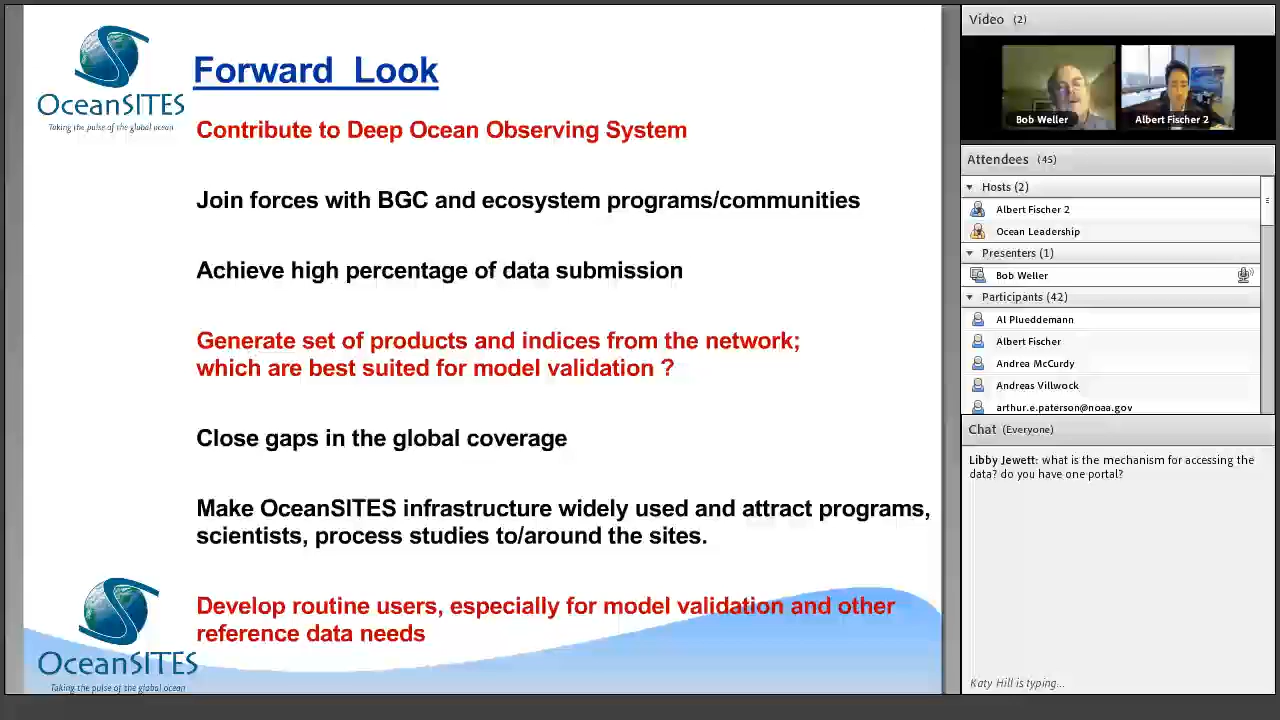 OceanSITES
Taking the pulse of the global ocean
Forward Look
Contribute to Deep Ocean Observing System
Join forces with BGC and ecosystem programs/communities
Achieve high percentage of data submission
Generate set of products and indices from the network;
which are best suited for model validation ?
Close gaps in the global coverage
Make OceanSITES infrastructure widely used and attract programs,
scientists, process studies to/around the sites.
Develop routine users, especially for model validation and other
reference data needs
OceanSITES
Taking the pulse of the global ocean
Video (2)
Bob Weller
Albert Fischer 2
Attendees (45)
Hosts (2)
Albert Fischer 2
Ocean Leadership
Presenters (1)
Bob Weller
Participants (42)
Al Plueddemann
Albert Fischer
Andrea McCurdy
Andreas Villwock
arthur.e.paterson@noaa.gov
Chat (Everyone)
Libby Jewett: what is the mechanism for accessing the
data? do you have one portal?
Katy Hill is typing...